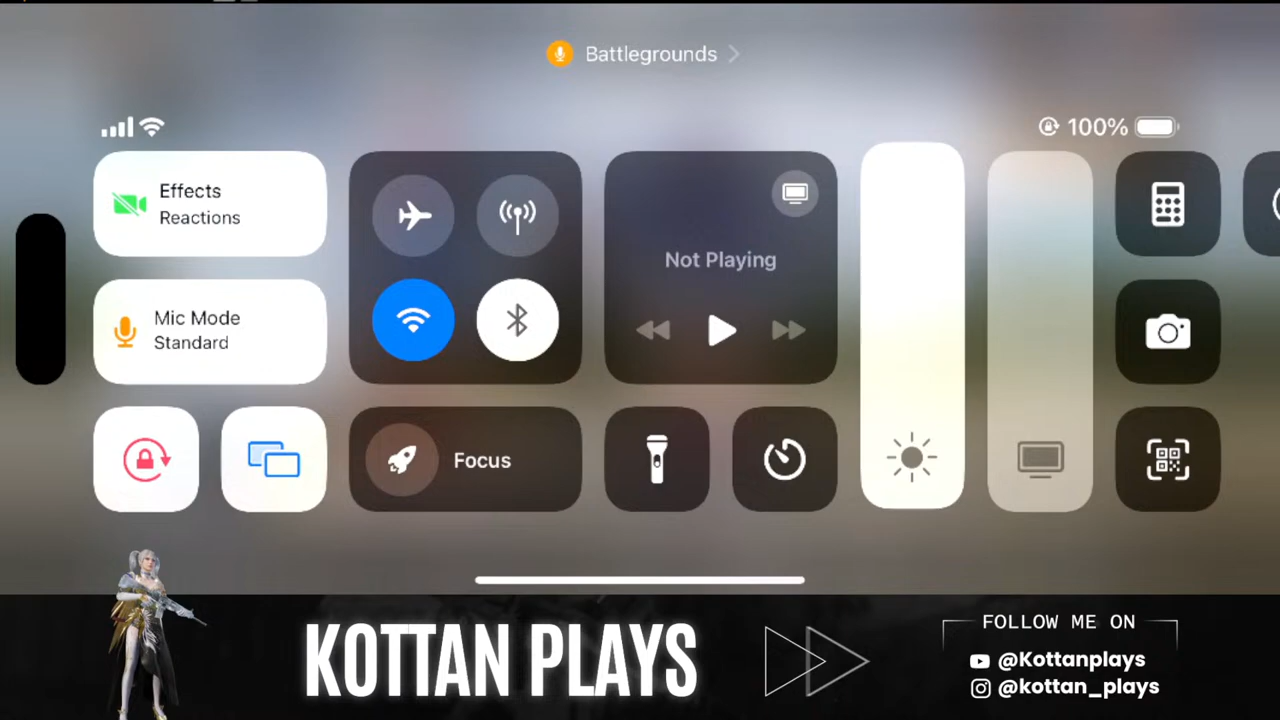 Battlegrounds
100%
Effects
Reactions
Not Playing
Mic Mode
Standard
Focus
KOTTAN PLAYS
FOLLOW ME ON
@Kottanplays
@kottan_plays